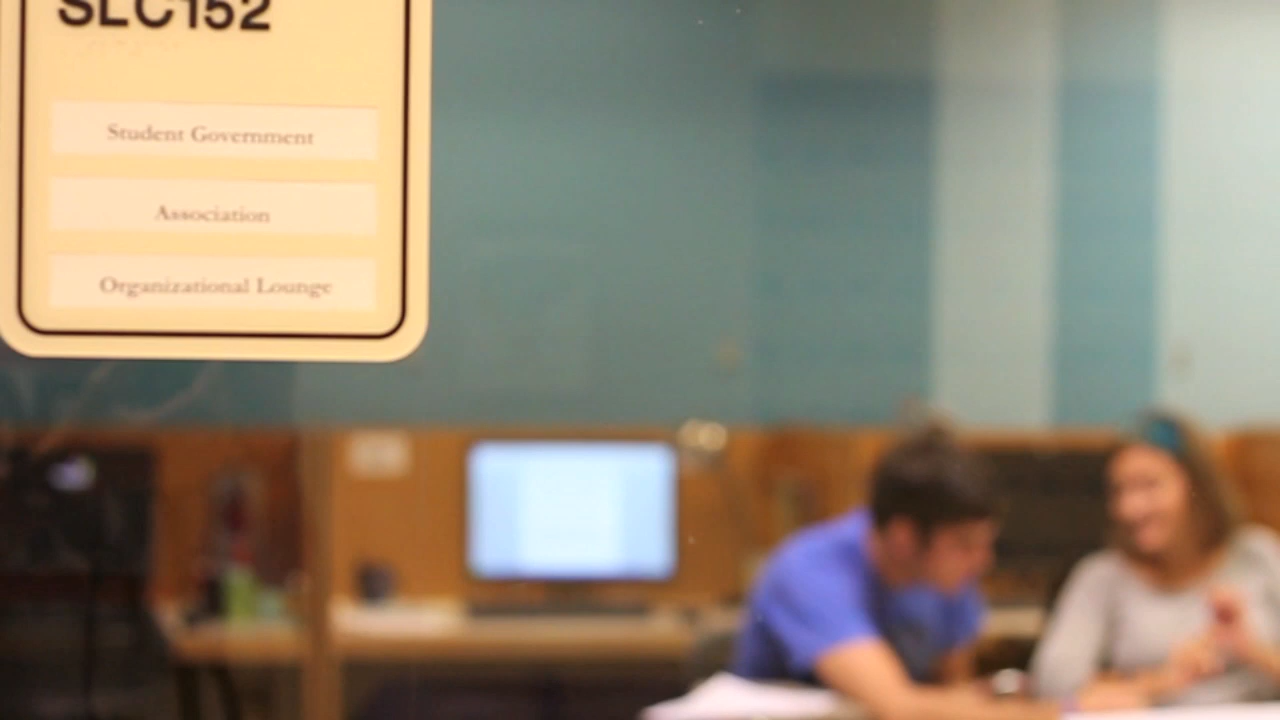 SLC152
Student Government
Association
Organizational Lounge